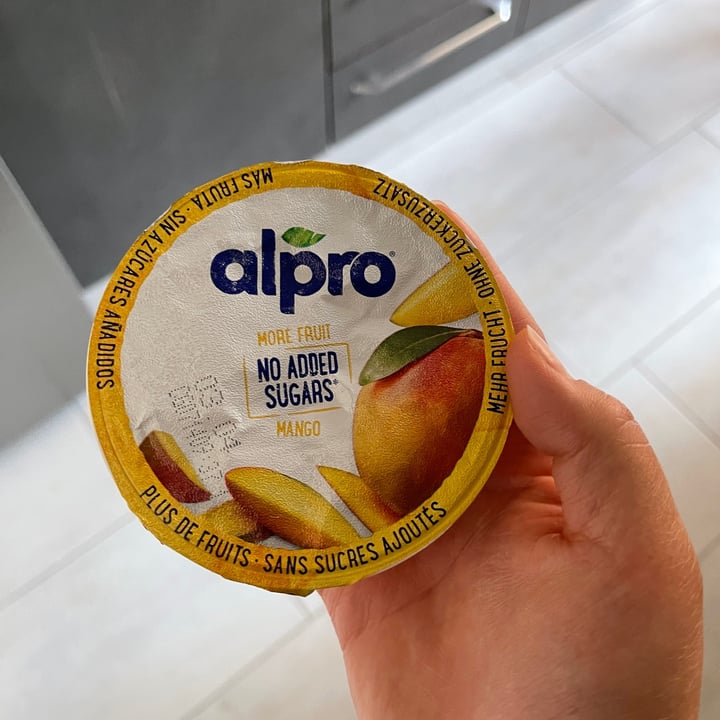 alpro®
MORE FRUIT
NO ADDED
SUGARS*
MANGO
MÁS FRUTA · SIN AZÚCARES AÑADIDOS
MEHR FRUCHT · OHNE ZUCKERZUSATZ
PLUS DE FRUITS · SANS SUCRES AJOUTÉS